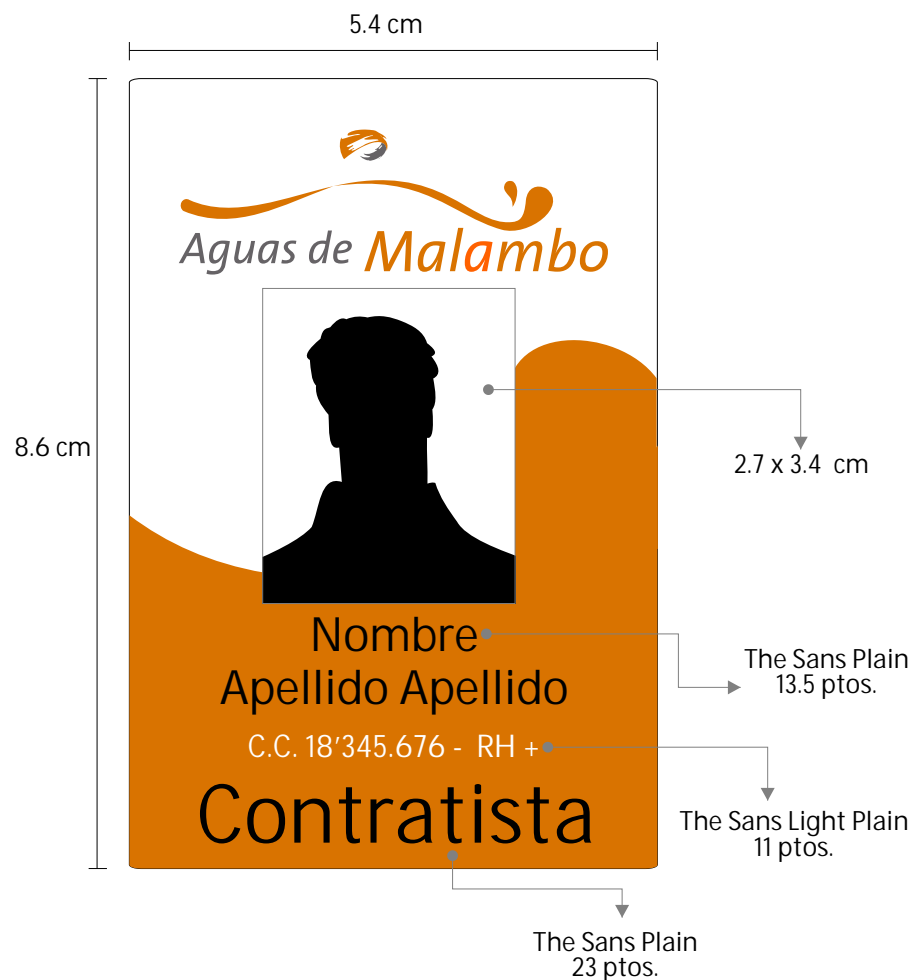 5.4 cm
Aguas de Malambo
8.6 cm
2.7 x 3.4 cm
Nombre
Apellido Apellido
The Sans Plain
13.5 ptos.
C.C. 18'345.676 - RH +
Contratista
The Sans Light Plain
11 ptos.
The Sans Plain
23 ptos.